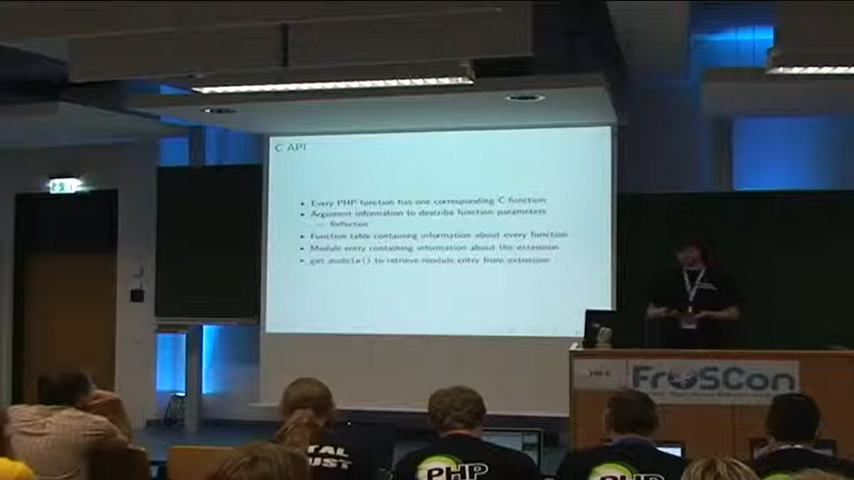 C API
Every PHP function has one corresponding C function
Argument information to describe function parameters
Reflection
Function table containing information about every function
Module entry containing information about the extension
get_module() to retrieve module entry from extension
FrOSCon
PHP
PHP